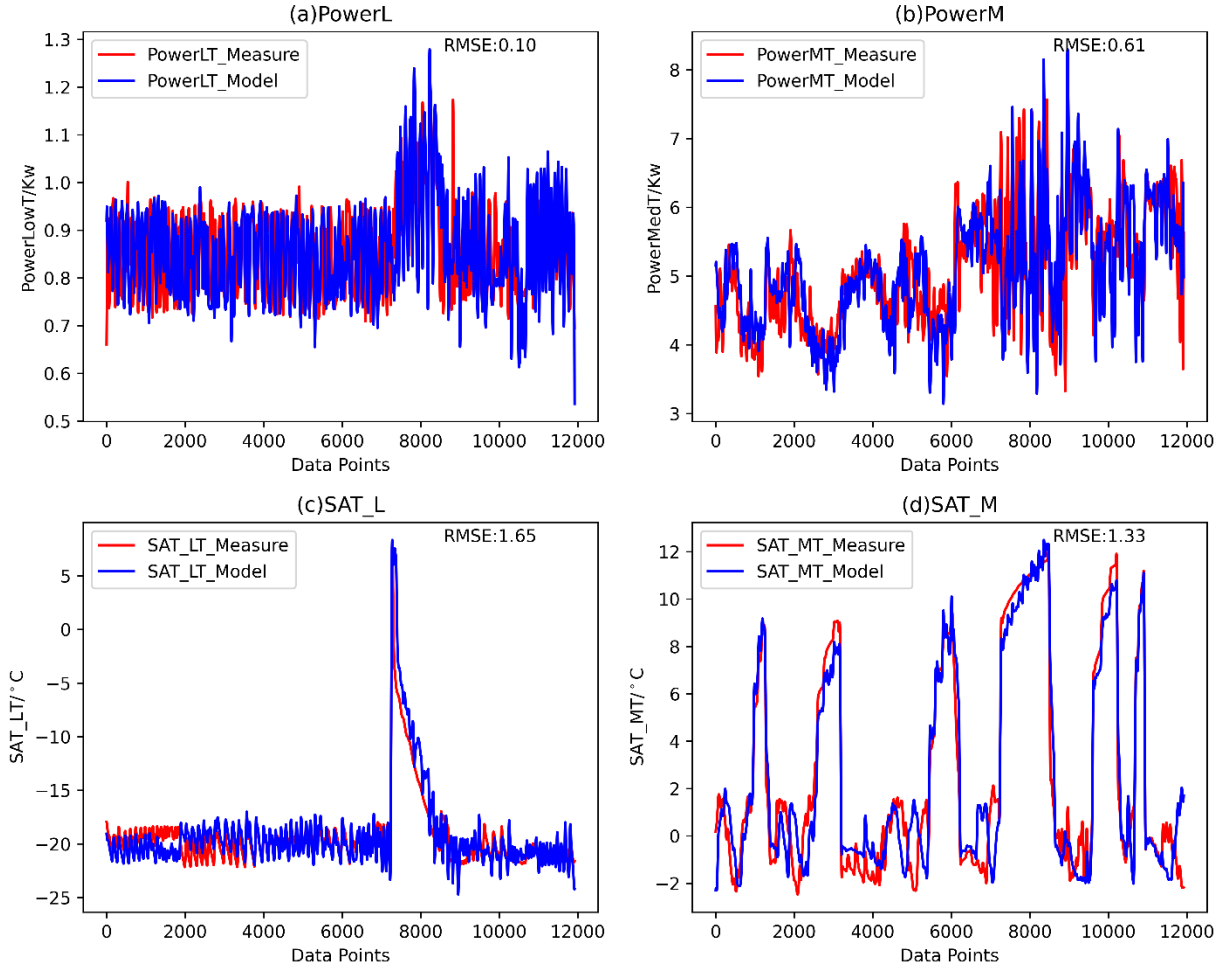 (a)PowerL
RMSE:0.10
PowerLT_Measure
PowerLT_Model
PowerLowT/Kw
1.3
1.2
1.1
1.0
0.9
0.8
0.7
0.6
0.5
0 2000 4000 6000 8000 10000 12000
Data Points
(b)PowerM
RMSE:0.61
PowerMT_Measure
PowerMT_Model
PowerMedT/Kw
8
7
6
5
4
3
0 2000 4000 6000 8000 10000 12000
Data Points
(c)SAT_L
RMSE:1.65
SAT_LT_Measure
SAT_LT_Model
SAT_LT/°C
5
0
−5
−10
−15
−20
−25
0 2000 4000 6000 8000 10000 12000
Data Points
(d)SAT_M
RMSE:1.33
SAT_MT_Measure
SAT_MT_Model
SAT_MT/°C
12
10
8
6
4
2
0
−2
0 2000 4000 6000 8000 10000 12000
Data Points